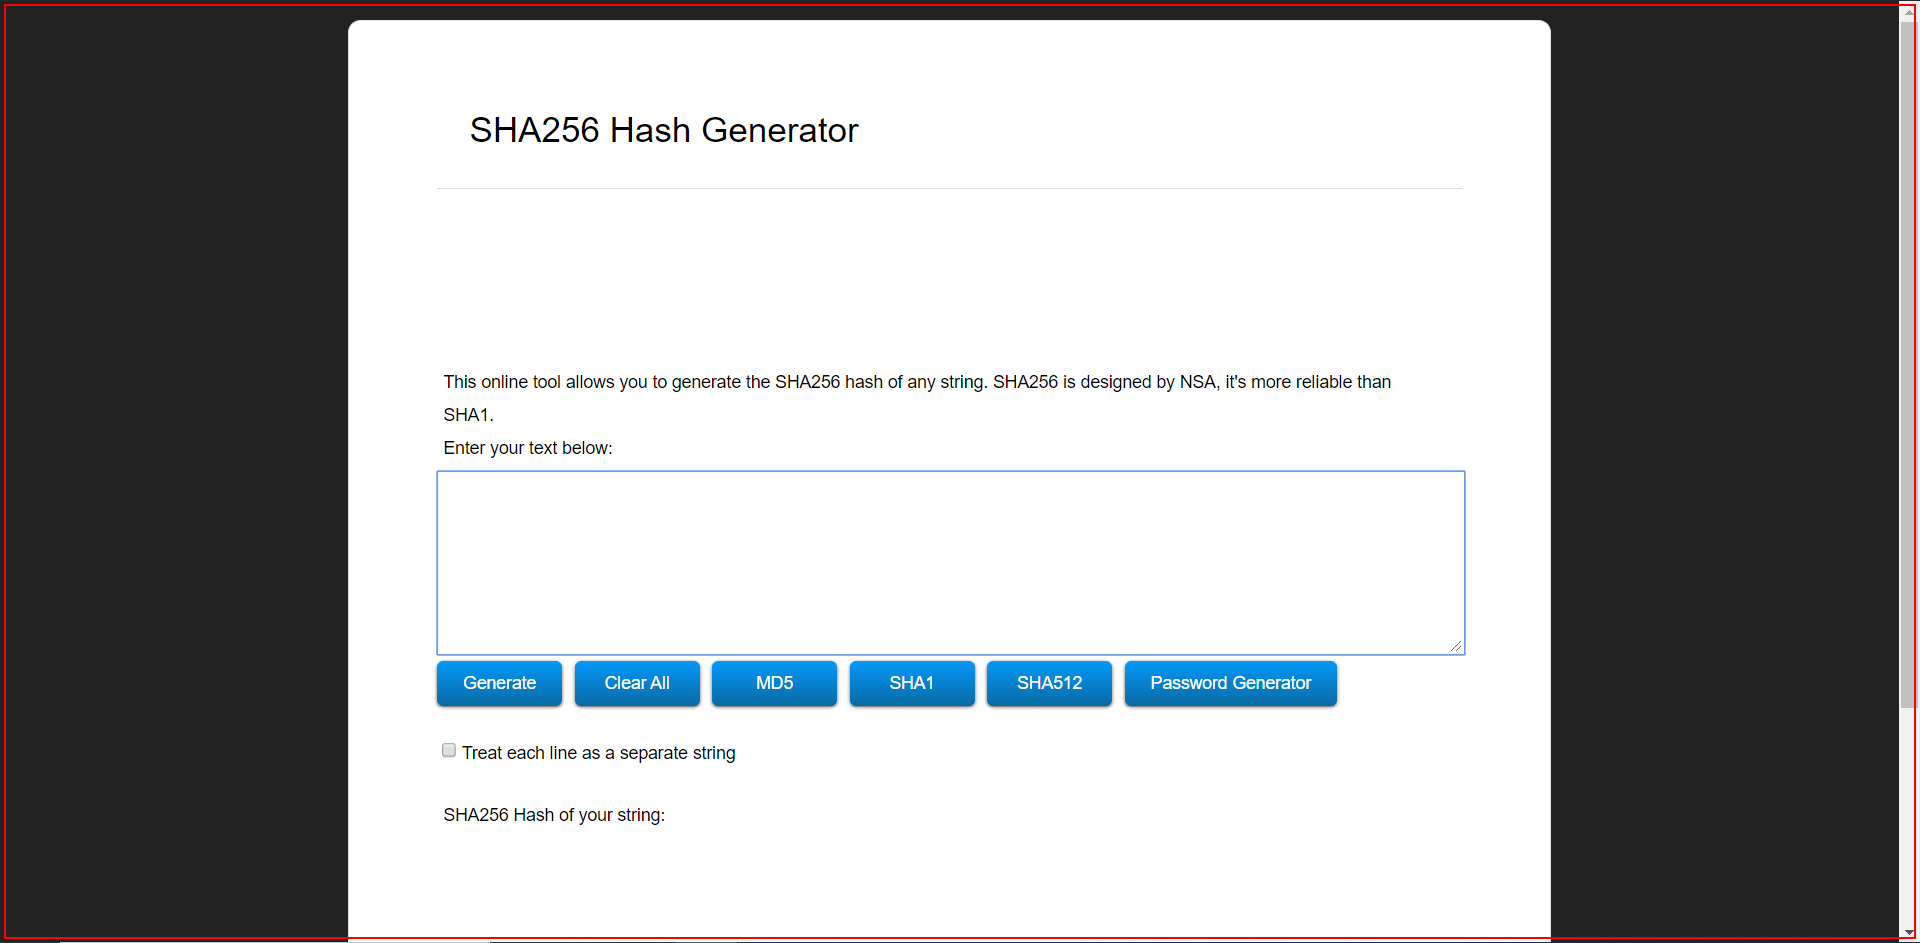 SHA256 Hash Generator
This online tool allows you to generate the SHA256 hash of any string. SHA256 is designed by NSA, it's more reliable than
SHA1.
Enter your text below:
Generate Clear All MD5 SHA1 SHA512 Password Generator
Treat each line as a separate string
SHA256 Hash of your string: